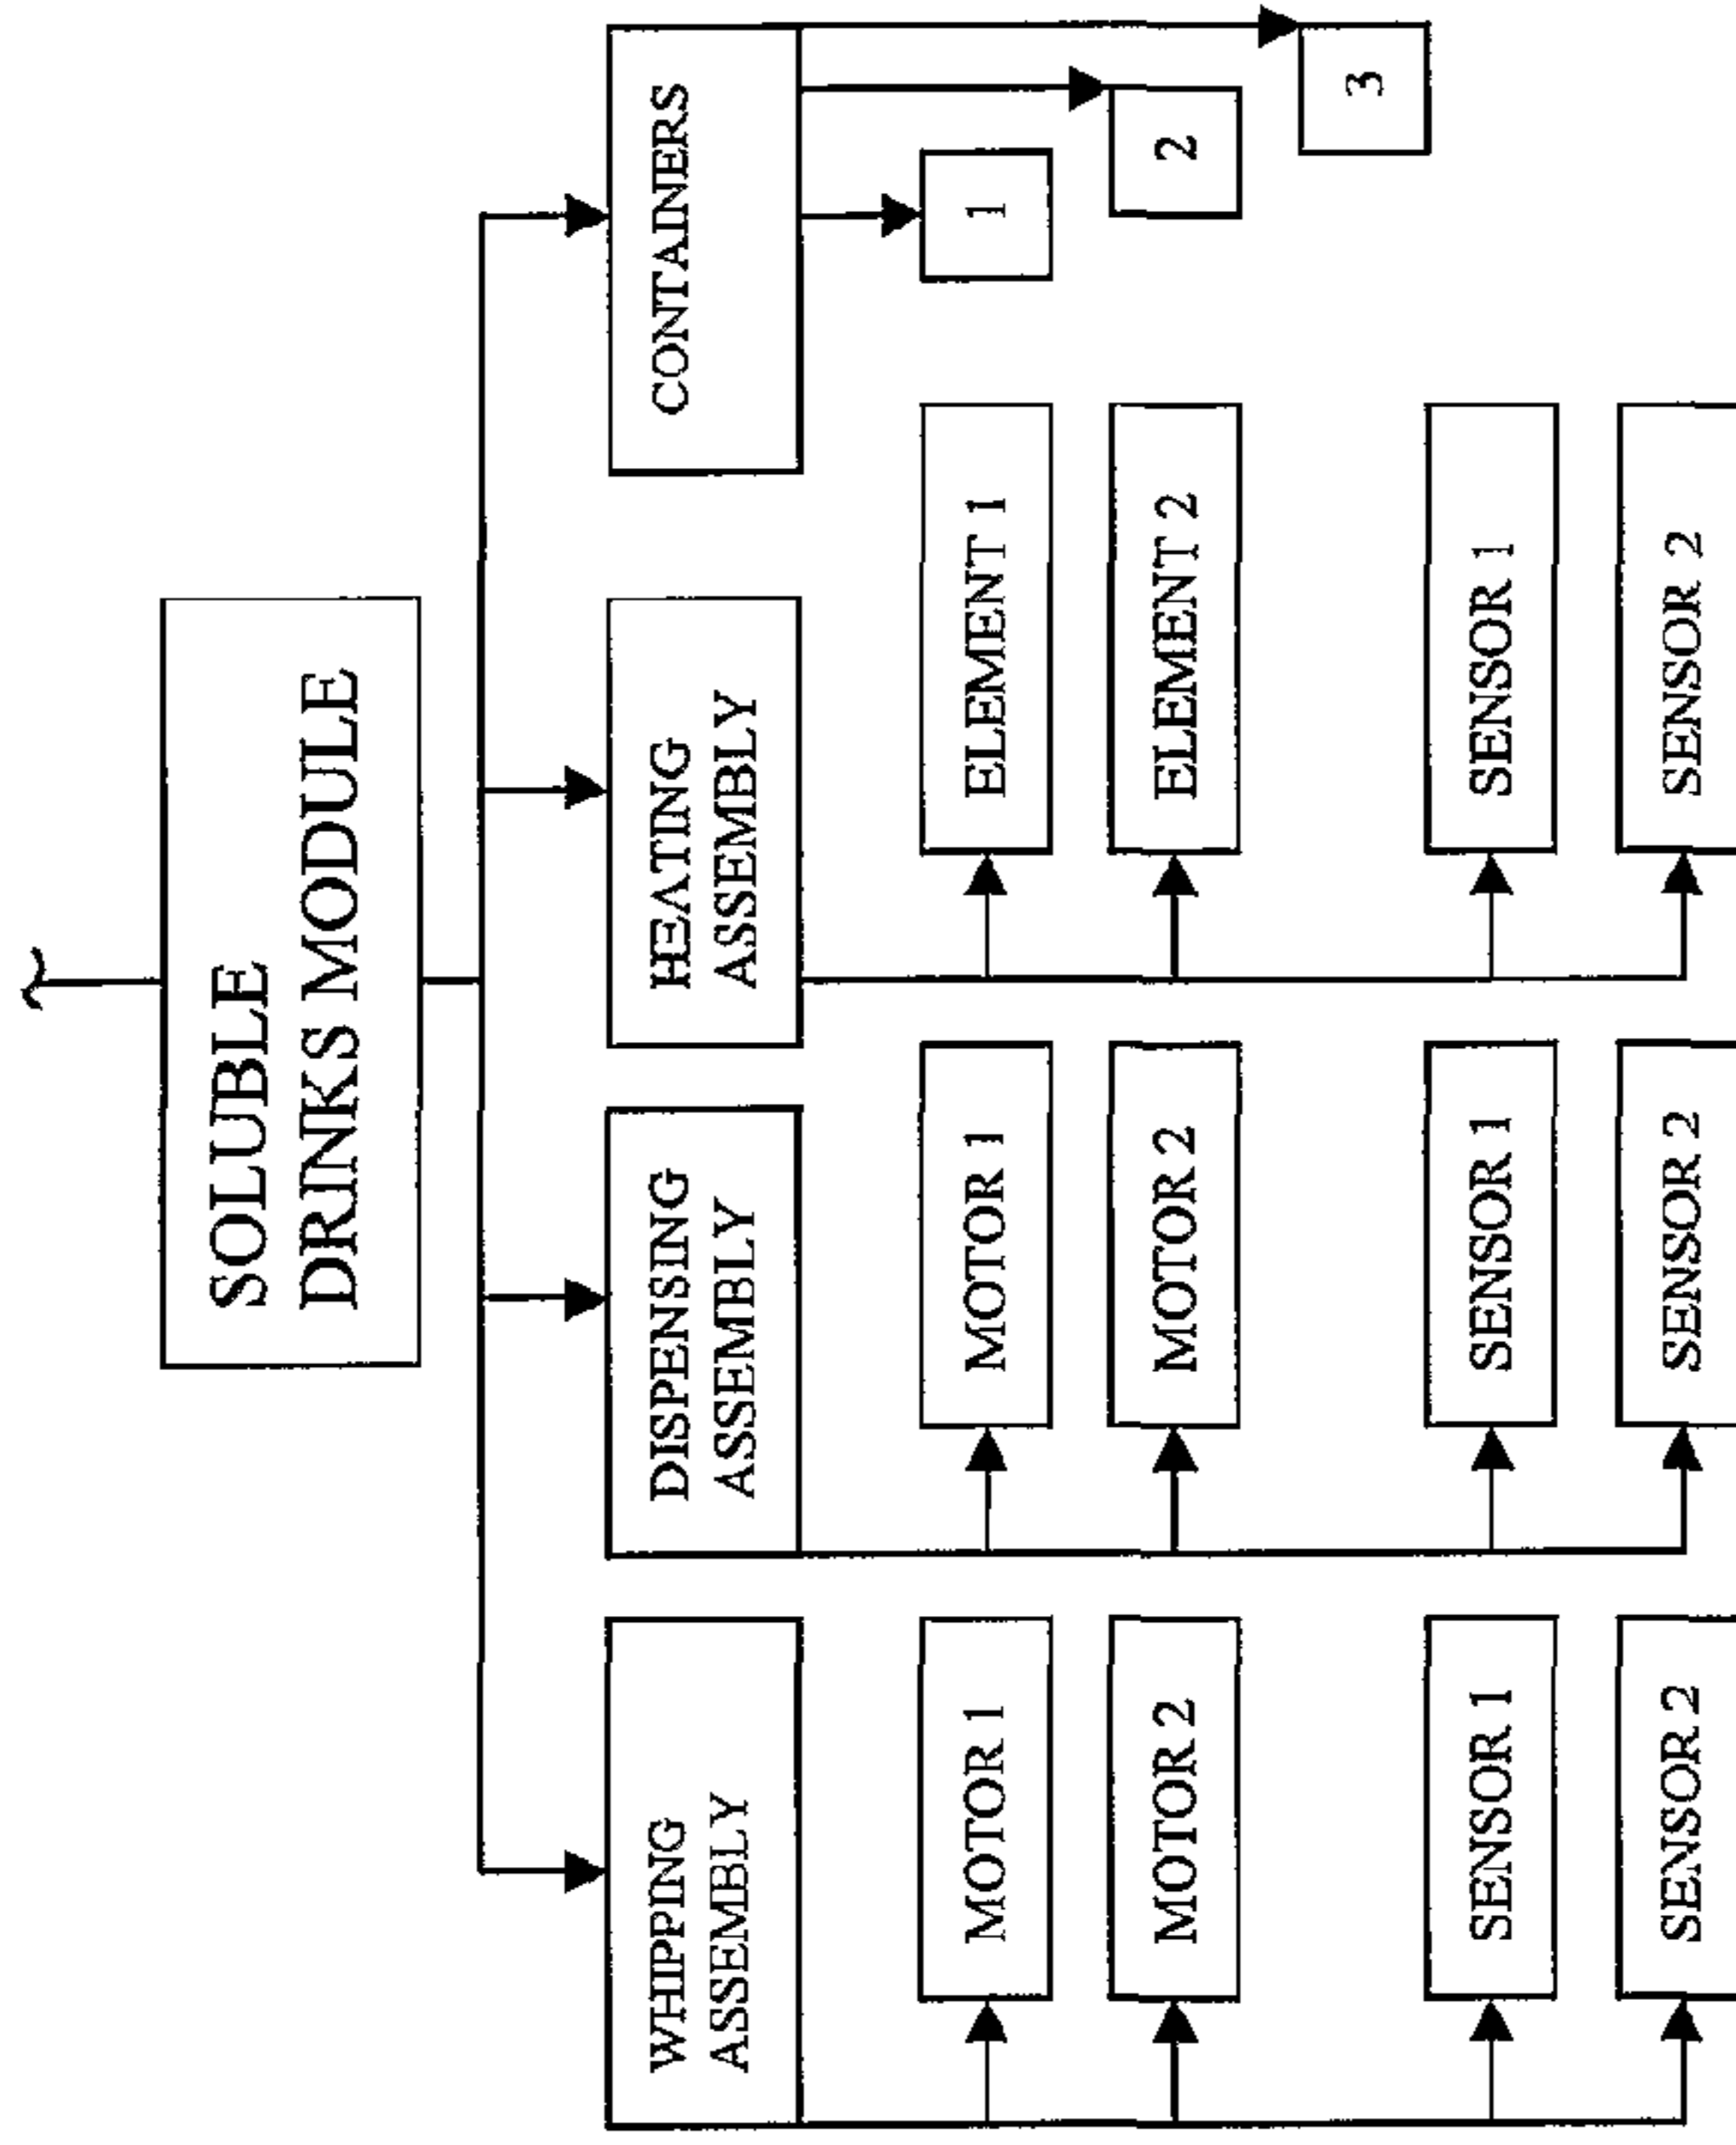 SOLUBLE
DRINKS MODULE
WHIPPING
ASSEMBLY
MOTOR 1
MOTOR 2
SENSOR 1
SENSOR 2
DISPENSING
ASSEMBLY
MOTOR 1
MOTOR 2
SENSOR 1
SENSOR 2
HEATING
ASSEMBLY
ELEMENT 1
ELEMENT 2
SENSOR 1
SENSOR 2
CONTAINERS
1
2
3